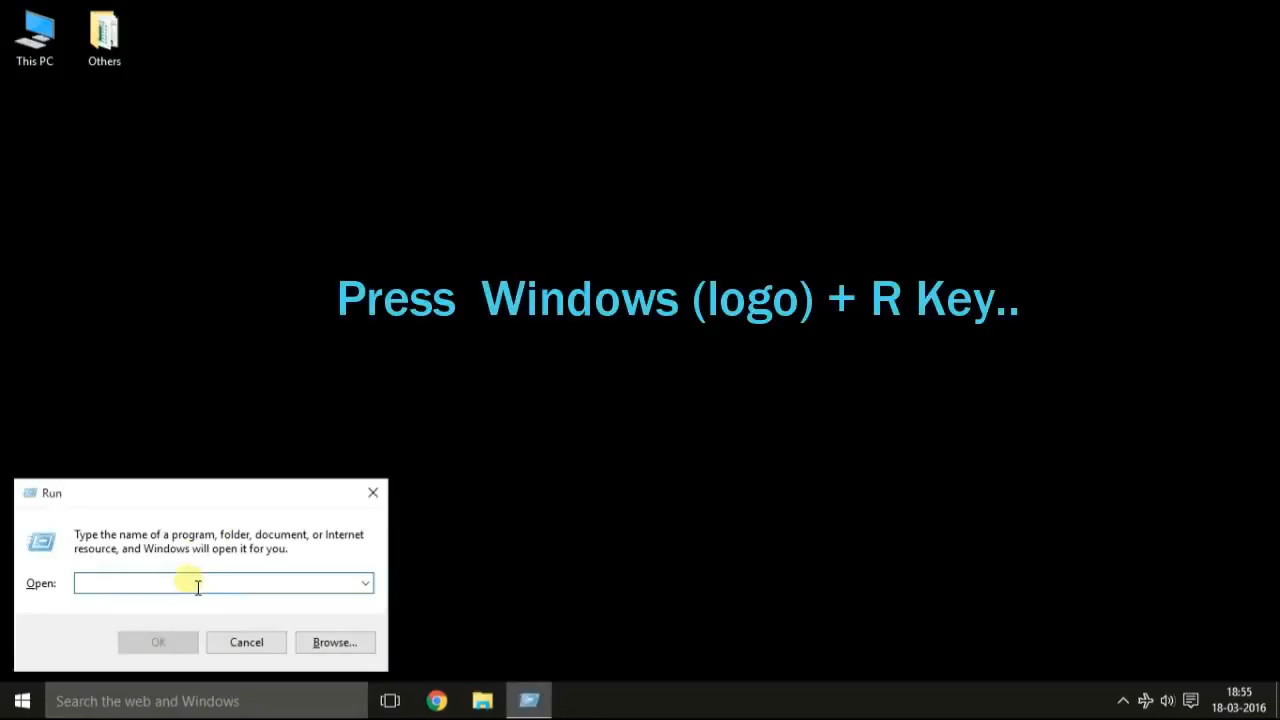 This PC
Others
Press  Windows (logo) + R Key..
Run
Type the name of a program, folder, document, or Internet
resource, and Windows will open it for you.
Open:
OK
Cancel
Browse...
Search the web and Windows
18:55
18-03-2016